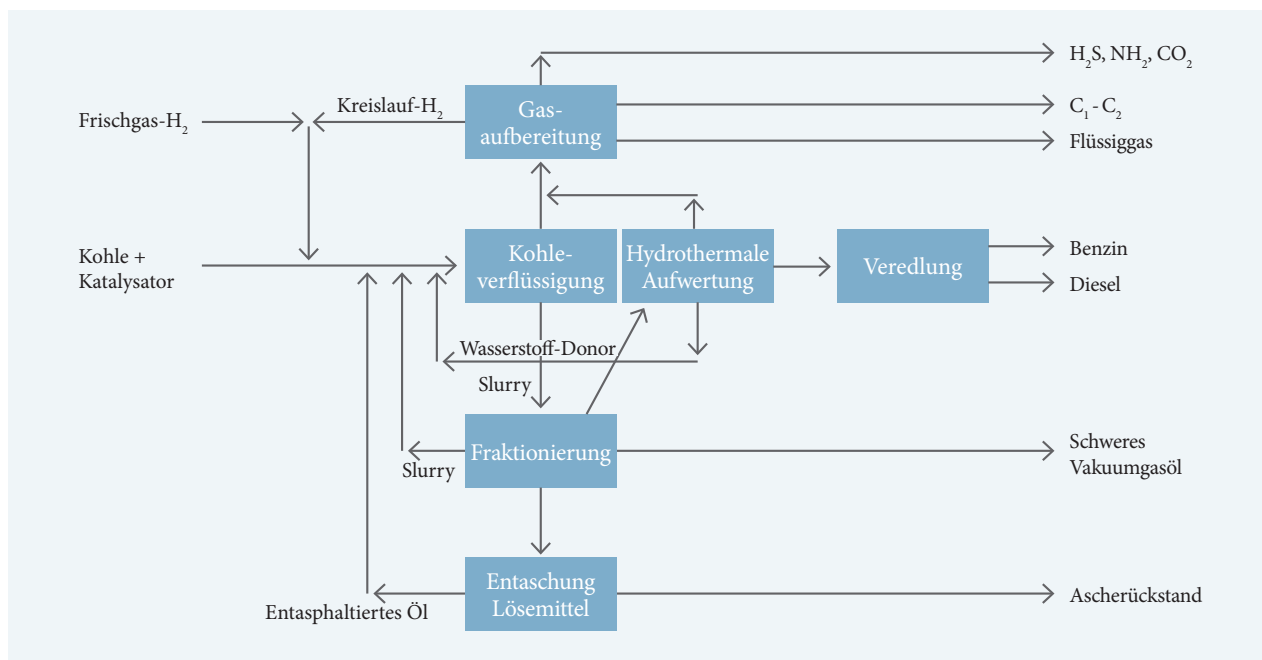 H₂S, NH₂, CO₂
Kreislauf-H₂
Gas-
aufbereitung
C₁ - C₂
Frischgas-H₂
Flüssiggas
Kohle +
Katalysator
Kohle-
verflüssigung
Hydrothermale
Aufwertung
Veredlung
Benzin
Diesel
Wasserstoff-Donor
Slurry
Fraktionierung
Slurry
Schweres
Vakuumgasöl
Entaschung
Lösemittel
Entasphaltiertes Öl
Ascherückstand